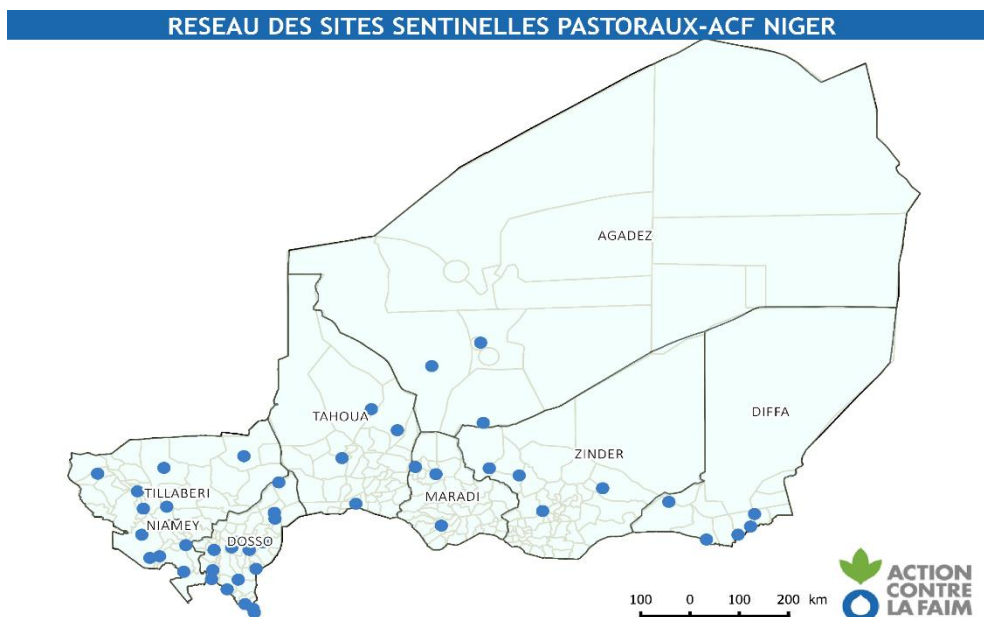 RESEAU DES SITES SENTINELLES PASTORAUX-ACF NIGER
AGADEZ
TAHOUA
DIFFA
ZINDER
TILLABERI
MARADI
NIAMEY
DOSSO
100 0 100 200 km
ACTION
CONTRE
LA FAIM